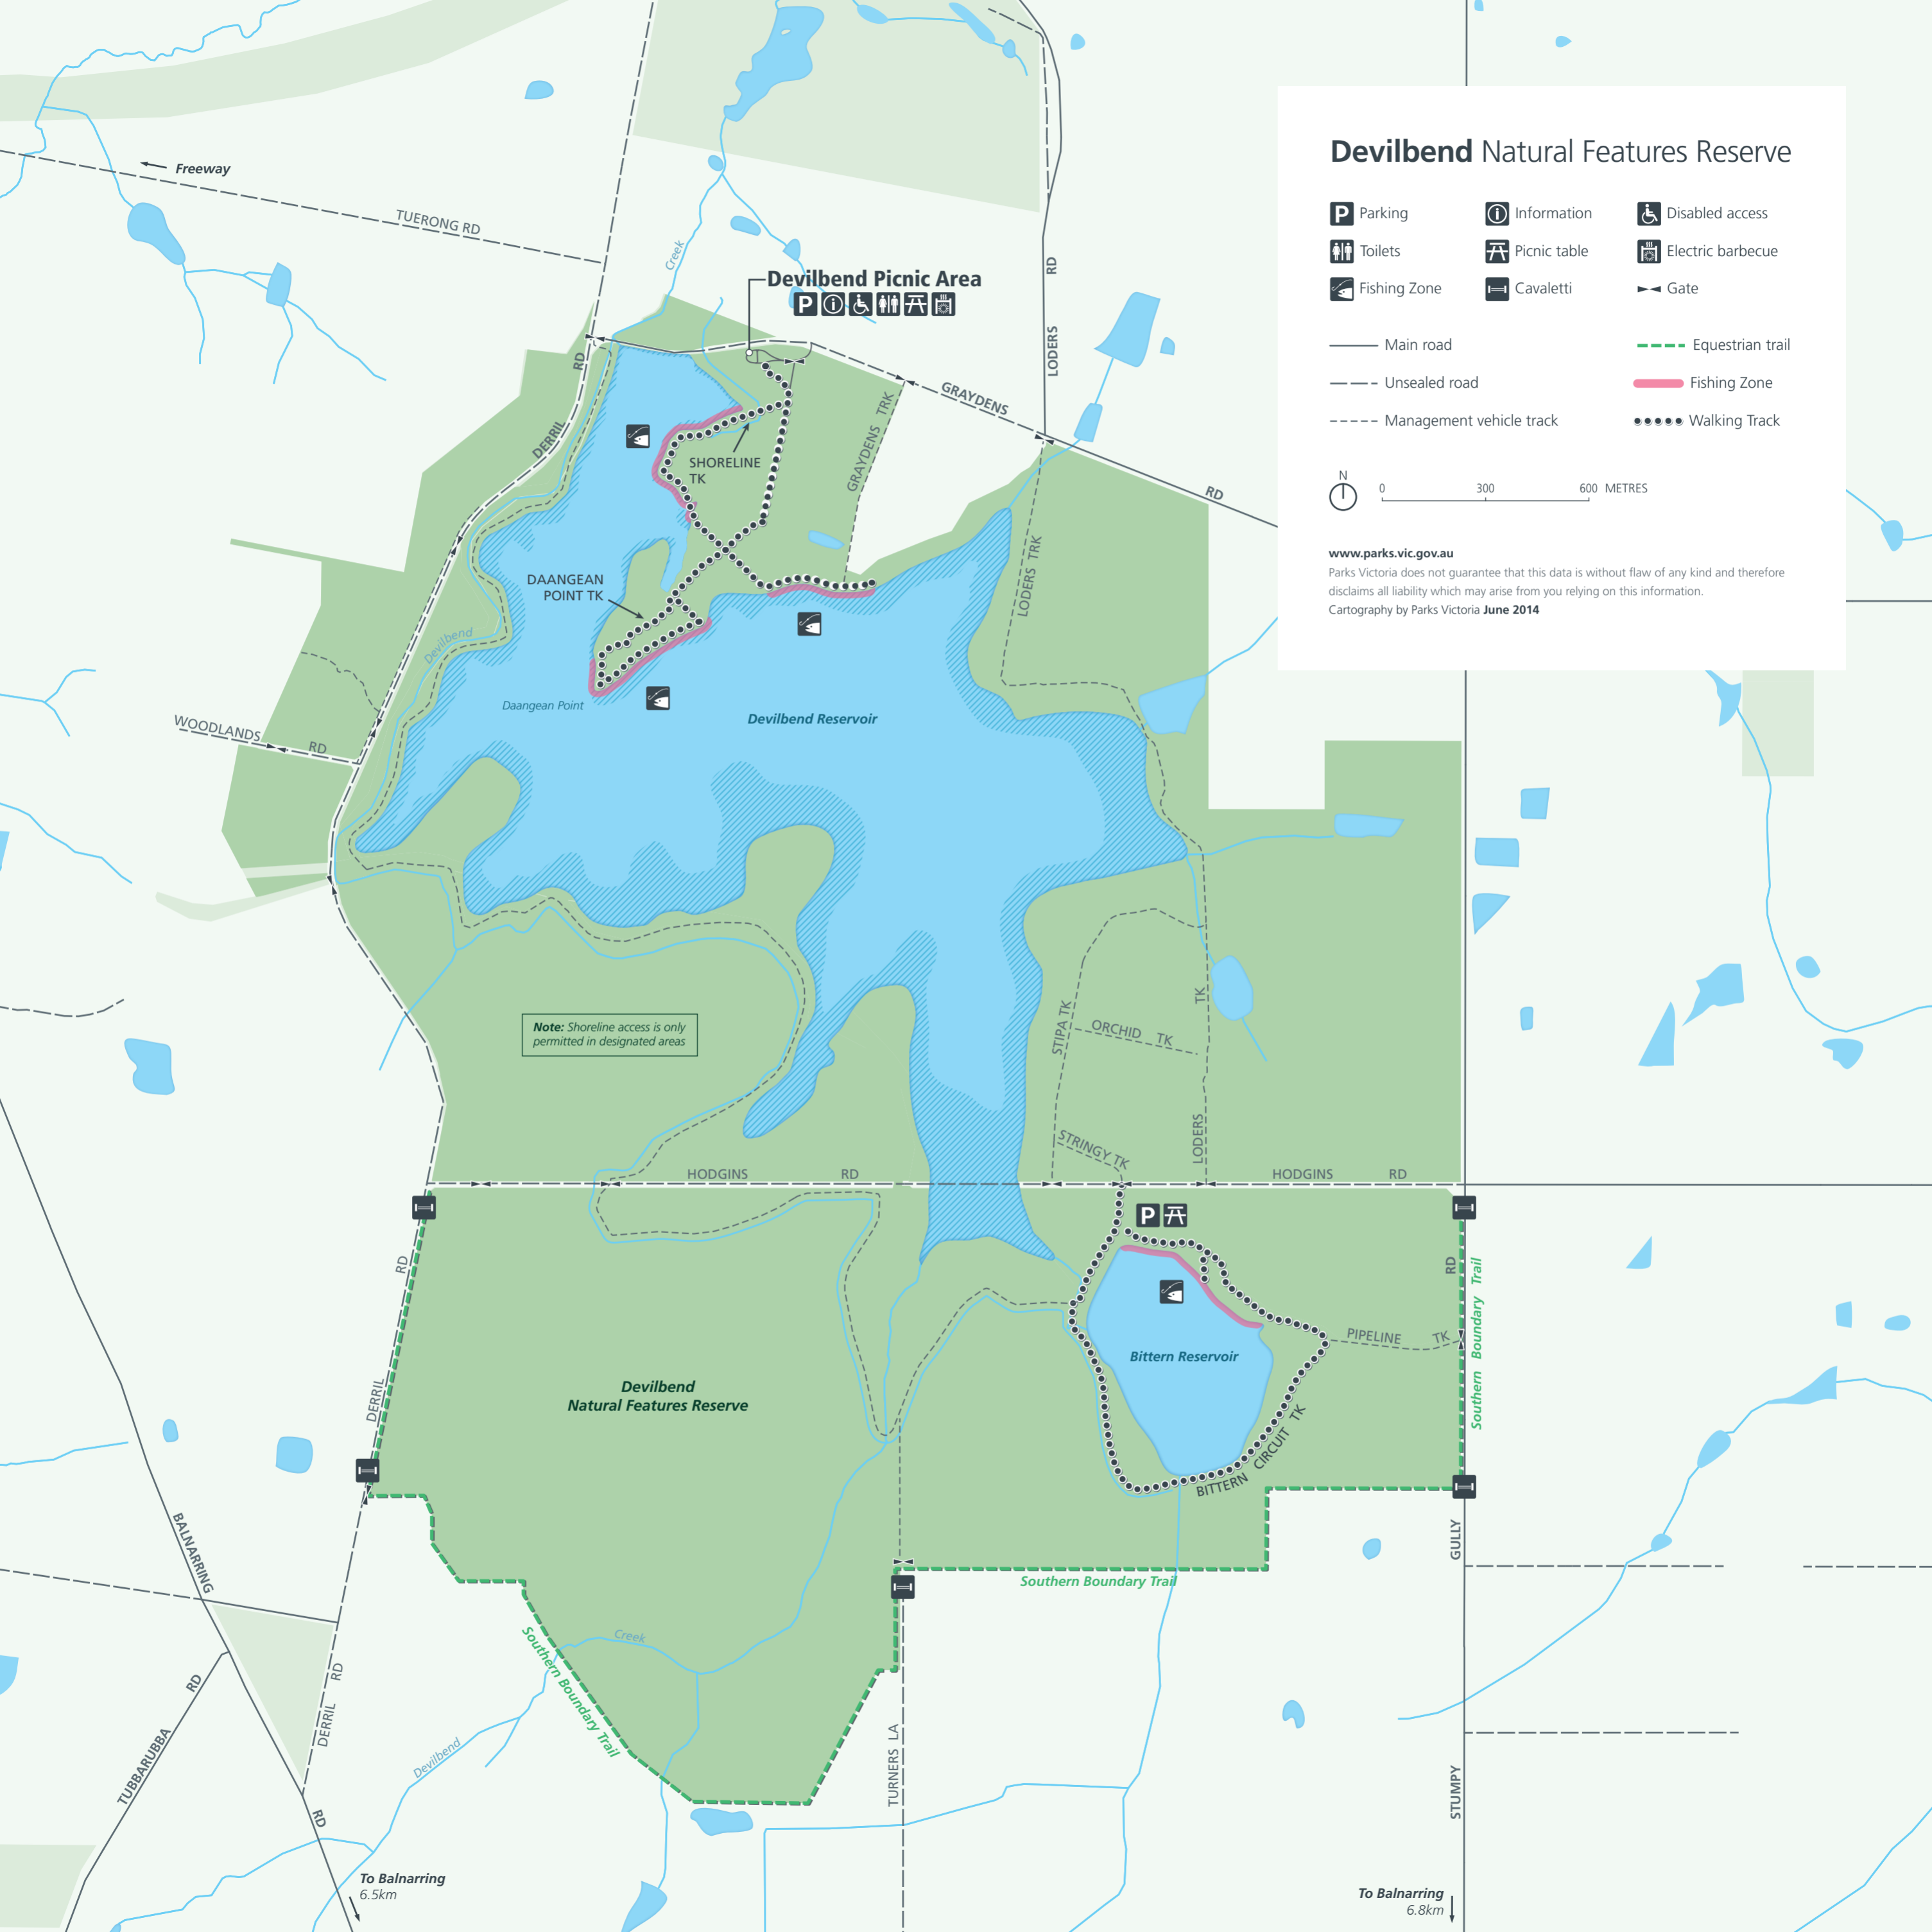 Devilbend Natural Features Reserve
Parking
Information
Disabled access
Toilets
Picnic table
Electric barbecue
Fishing Zone
Cavaletti
Gate
Main road
Equestrian trail
Unsealed road
Fishing Zone
Management vehicle track
Walking Track
N
0 300 600 METRES
www.parks.vic.gov.au
Parks Victoria does not guarantee that this data is without flaw of any kind and therefore
disclaims all liability which may arise from you relying on this information.
Cartography by Parks Victoria June 2014
Freeway
TUERONG RD
Creek
Devilbend Picnic Area
P
LODERS RD
RD
DERRIL
GRAYDENS RD
GRAYDENS TRK
SHORELINE
TK
LODERS TRK
DAANGEAN
POINT TK
Devilbend
Daangean Point
Devilbend Reservoir
WOODLANDS RD
Note: Shoreline access is only
permitted in designated areas
STIPA TK
ORCHID TK
LODERS TK
STRINGY TK
HODGINS RD
HODGINS RD
P
DERRIL RD
RD
Southern Boundary Trail
PIPELINE TK
Bittern Reservoir
Devilbend
Natural Features Reserve
BITTERN CIRCUIT TK
BALNARRING
GULLY
Southern Boundary Trail
Creek
Southern Boundary Trail
DERRIL RD
RD
TUBBARUBBA
Devilbend
TURNERS LA
STUMPY
RD
To Balnarring
6.5km
To Balnarring
6.8km